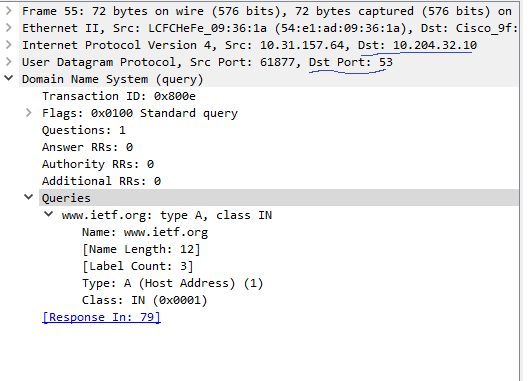 Frame 55: 72 bytes on wire (576 bits), 72 bytes captured (576 bits) on
Ethernet II, Src: LCFCHeFe_09:36:1a (54:e1:ad:09:36:1a), Dst: Cisco_9f:
Internet Protocol Version 4, Src: 10.31.157.64, Dst: 10.204.32.10
User Datagram Protocol, Src Port: 61877, Dst Port: 53
Domain Name System (query)
Transaction ID: 0x800e
Flags: 0x0100 Standard query
Questions: 1
Answer RRs: 0
Authority RRs: 0
Additional RRs: 0
Queries
www.ietf.org: type A, class IN
Name: www.ietf.org
[Name Length: 12]
[Label Count: 3]
Type: A (Host Address) (1)
Class: IN (0x0001)
[Response In: 79]